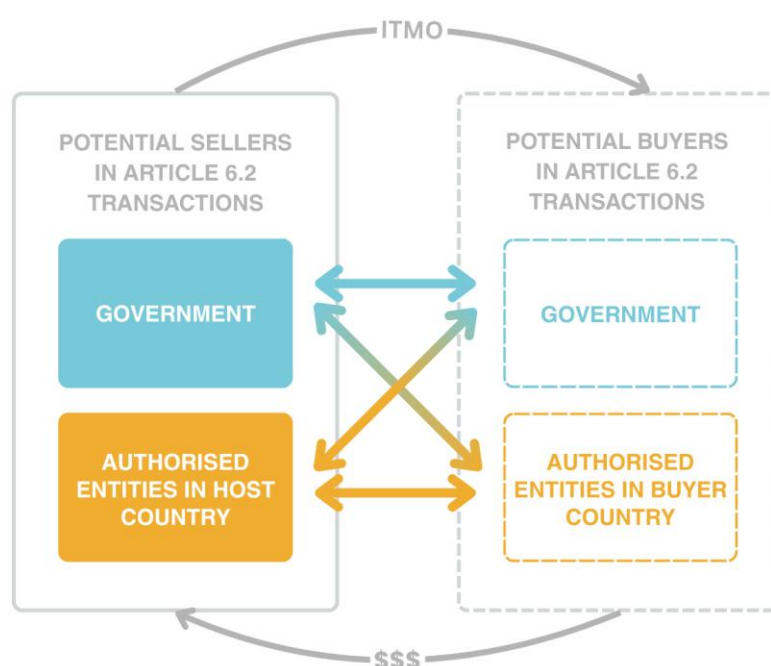 ITMO
POTENTIAL SELLERS
IN ARTICLE 6.2
TRANSACTIONS
GOVERNMENT
AUTHORISED
ENTITIES IN HOST
COUNTRY
POTENTIAL BUYERS
IN ARTICLE 6.2
TRANSACTIONS
GOVERNMENT
AUTHORISED
ENTITIES IN BUYER
COUNTRY
$$$